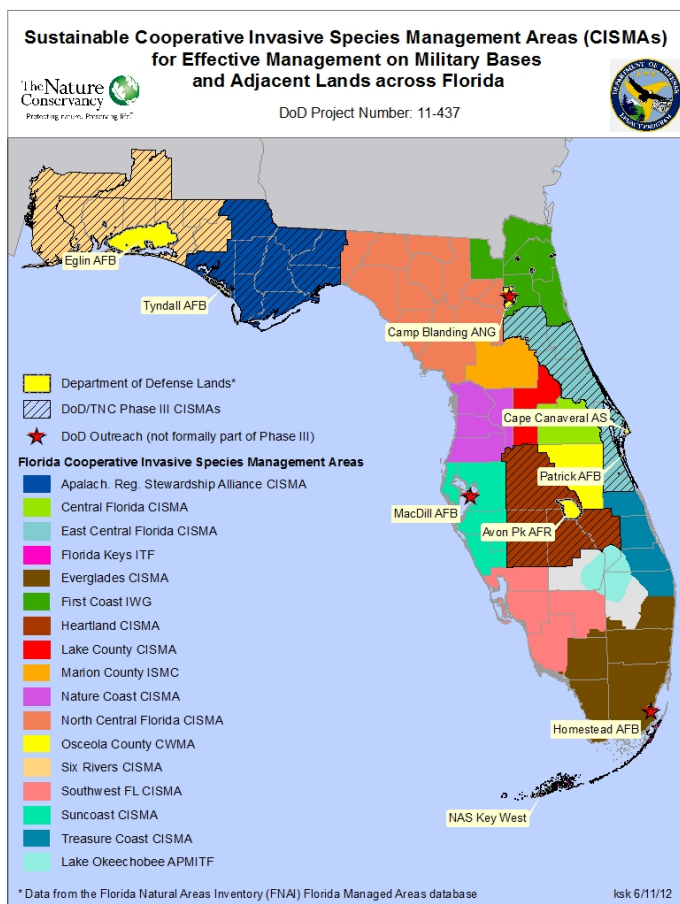 Sustainable Cooperative Invasive Species Management Areas (CISMAs)
for Effective Management on Military Bases
and Adjacent Lands across Florida
The Nature
Conservancy
Protecting nature. Preserving life.
DoD Project Number: 11-437
DEPARTMENT OF DEFENSE
LEGACY PROGRAM
Eglin AFB
Tyndall AFB
Camp Blanding ANG
Cape Canaveral AS
Patrick AFB
MacDill AFB
Avon Pk AFR
Homestead AFB
NAS Key West
Department of Defense Lands*
DoD/TNC Phase III CISMAs
DoD Outreach (not formally part of Phase III)
Florida Cooperative Invasive Species Management Areas
Apalach. Reg. Stewardship Alliance CISMA
Central Florida CISMA
East Central Florida CISMA
Florida Keys ITF
Everglades CISMA
First Coast IWG
Heartland CISMA
Lake County CISMA
Marion County ISMC
Nature Coast CISMA
North Central Florida CISMA
Osceola County CWMA
Six Rivers CISMA
Southwest FL CISMA
Suncoast CISMA
Treasure Coast CISMA
Lake Okeechobee APMITF
* Data from the Florida Natural Areas Inventory (FNAI) Florida Managed Areas database
ksk 6/11/12